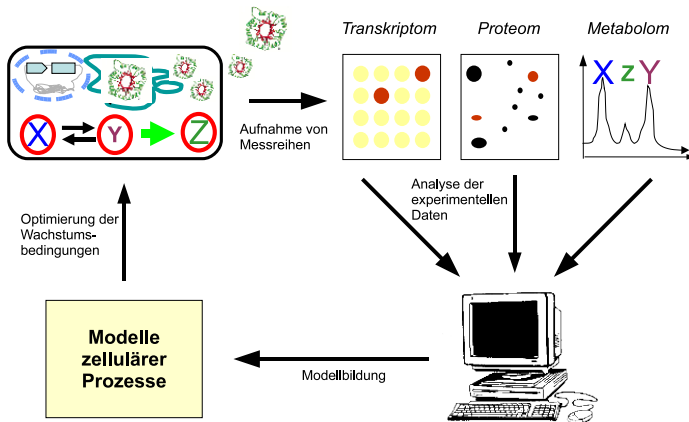 Transkriptom
Proteom
Metabolom
X
Y
Z
Aufnahme von
Messreihen
X z Y
Analyse der
experimentellen
Daten
Optimierung der
Wachstums-
bedingungen
Modelle
zellulärer
Prozesse
Modellbildung